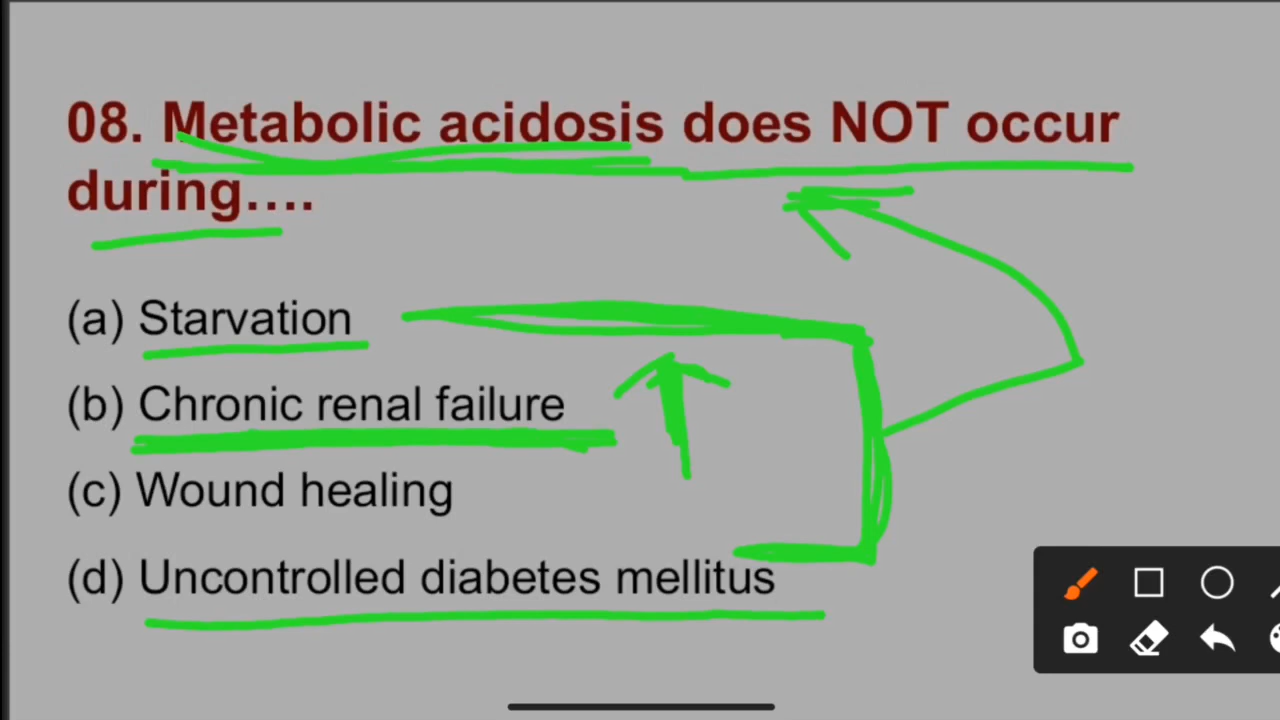 08. Metabolic acidosis does NOT occur
during....
(a) Starvation
(b) Chronic renal failure
(c) Wound healing
(d) Uncontrolled diabetes mellitus